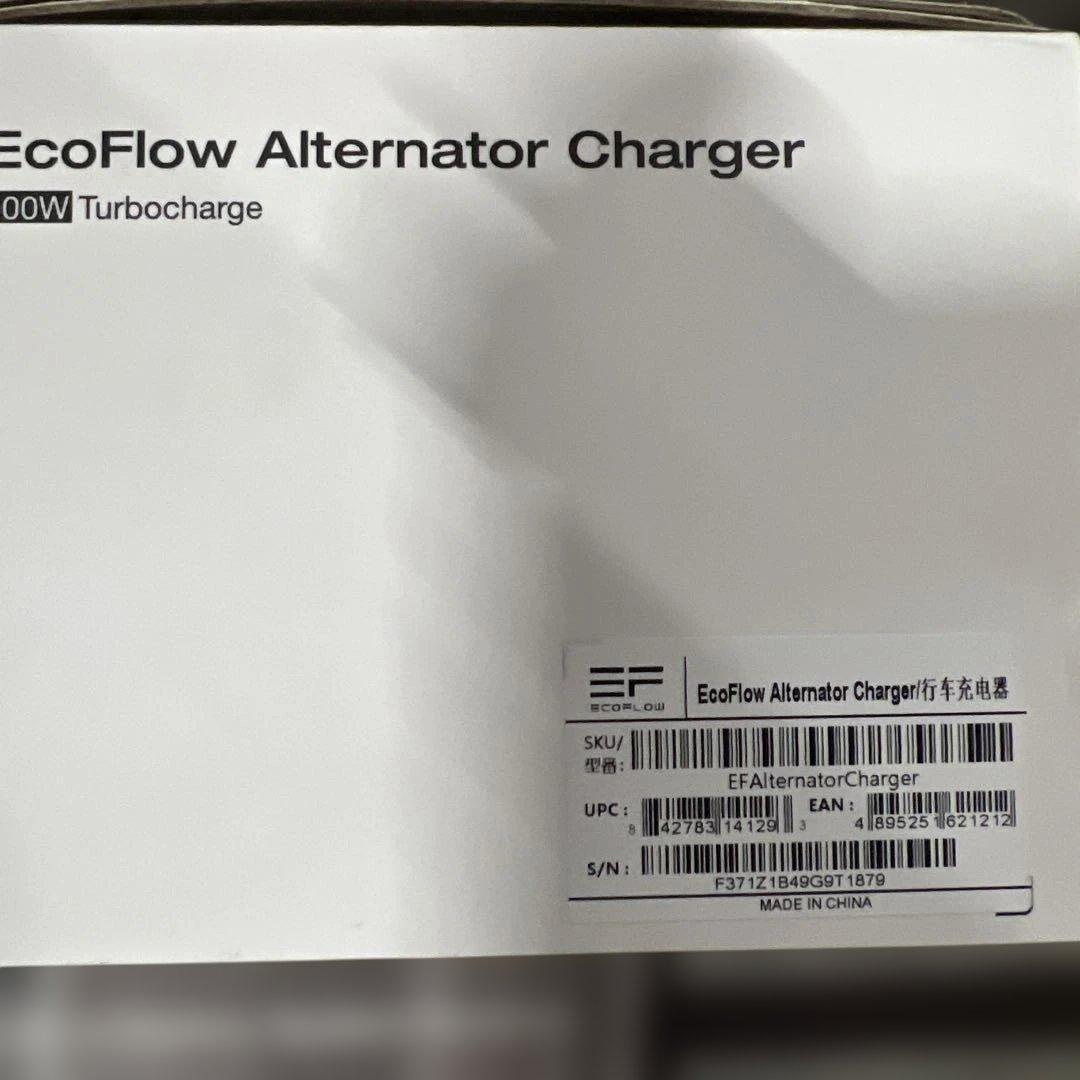 EcoFlow Alternator Charger
00W Turbocharge
EF
ECOFLOW
EcoFlow Alternator Charger/行车充电器
SKU/
型番:
EFAlternatorCharger
UPC: 8 42783 14129 3
EAN: 4 895251 621212
S/N:
F371Z1B49G9T1879
MADE IN CHINA